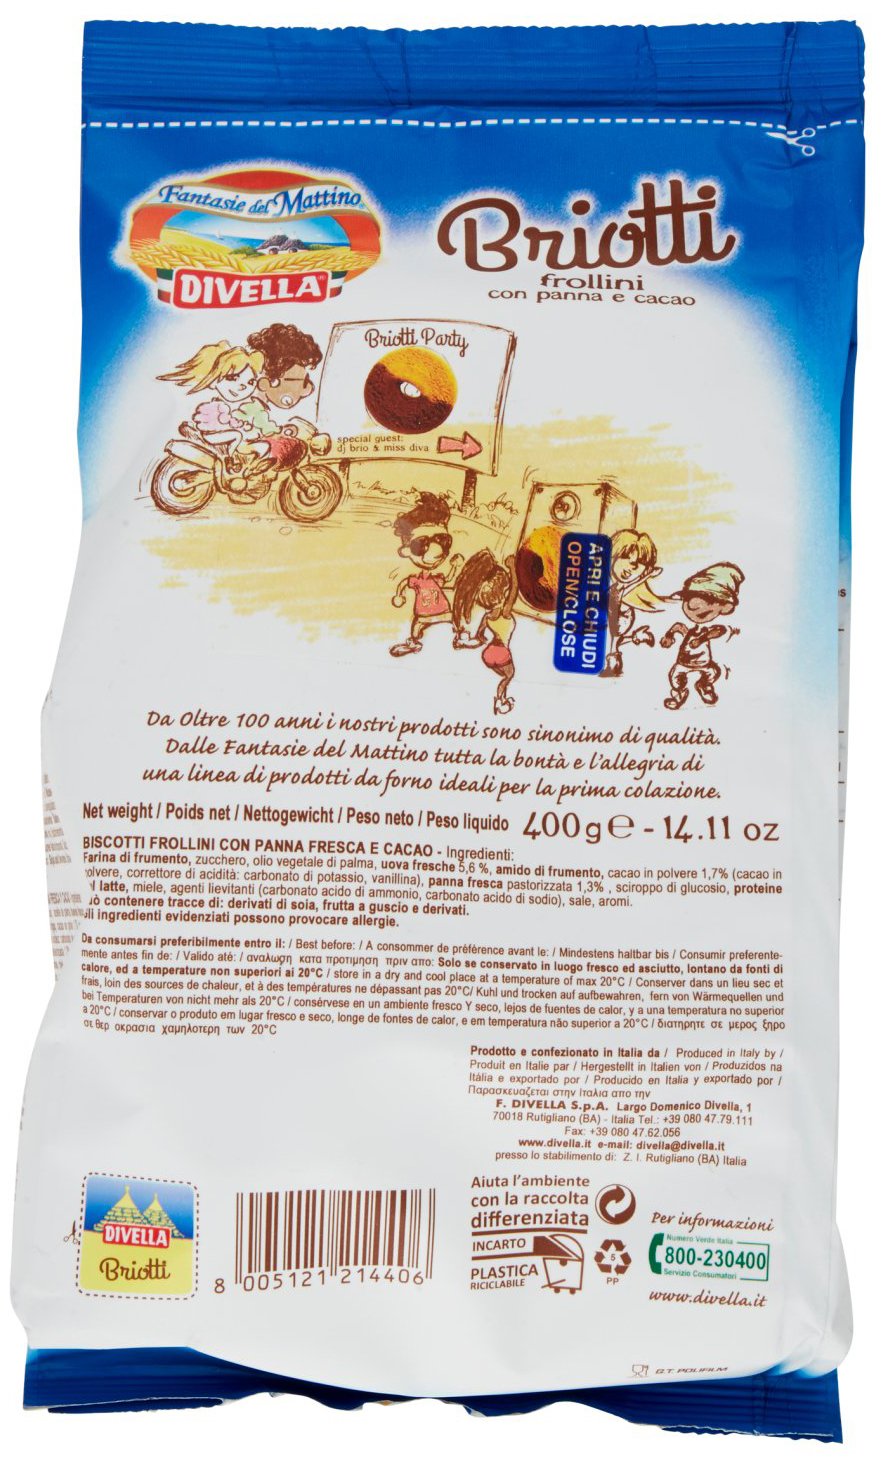 Fantasie del Mattino
DIVELLA
Briotti
frollini
con panna e cacao
Briotti Party
special guest:
dj brio & miss diva
APRI E CHIUDI
OPEN/CLOSE
Da Oltre 100 anni i nostri prodotti sono sinonimo di qualità.
Dalle Fantasie del Mattino tutta la bontà e l'allegria di
una linea di prodotti da forno ideali per la prima colazione.
Net weight / Poids net / Nettogewicht / Peso neto / Peso liquido 400g e - 14.11 oz
BISCOTTI FROLLINI CON PANNA FRESCA E CACAO - Ingredienti:
Farina di frumento, zucchero, olio vegetale di palma, uova fresche 5,6 %, amido di frumento, cacao in polvere 1,7% (cacao in
olvere, correttore di acidità: carbonato di potassio, vanillina), panna fresca pastorizzata 1,3% , sciroppo di glucosio, proteine
l latte, miele, agenti lievitanti (carbonato acido di ammonio, carbonato acido di sodio), sale, aromi.
uò contenere tracce di: derivati di soia, frutta a guscio e derivati.
li ingredienti evidenziati possono provocare allergie.
Da consumarsi preferibilmente entro il: / Best before: / A consommer de préférence avant le: / Mindestens haltbar bis / Consumir preferente-
mente antes fin de: / Valido até: / αναλωγη κατα προτιμηση πριν απο: Solo se conservato in luogo fresco ed asciutto, lontano da fonti di
calore, ed a temperature non superiori ai 20°C / store in a dry and cool place at a temperature of max 20°C / Conserver dans un lieu sec et
frais, loin des sources de chaleur, et à des températures ne dépassant pas 20°C/ Kuhl und trocken auf aufbewahren, fern von Wärmequellen und
bei Temperaturen von nicht mehr als 20°C / consérvese en un ambiente fresco Y seco, lejos de fuentes de calor, y a una temperatura no superior
a 20°C / conservar o produto em lugar fresco e seco, longe de fontes de calor, e em temperatura não superior a 20°C / διατηρητε σε μερος ξηρο
σε θερ οκρασια χαμηλοτερη των 20°C
Prodotto e confezionato in Italia da / Produced in Italy by /
Produit en Italie par / Hergestellt in Italien von / Produzidos na
Itália e exportado por / Producido en Italia y exportado por /
Παρασκευαζεται στην Ιταλια απο την
F. DIVELLA S.p.A. Largo Domenico Divella, 1
70018 Rutigliano (BA) - Italia Tel.: +39 080 47.79.111
Fax: +39 080 47.62.056
www.divella.it e-mail: divella@divella.it
presso lo stabilimento di: Z. I. Rutigliano (BA) Italia
DIVELLA
Briotti
8 005121 214406
Aiuta l'ambiente
con la raccolta
differenziata
INCARTO
PLASTICA
RICICLABILE
5
PP
Per informazioni
Numero Verde Italia
800-230400
Servizio Consumatori
www.divella.it
G.T. POLIFILM